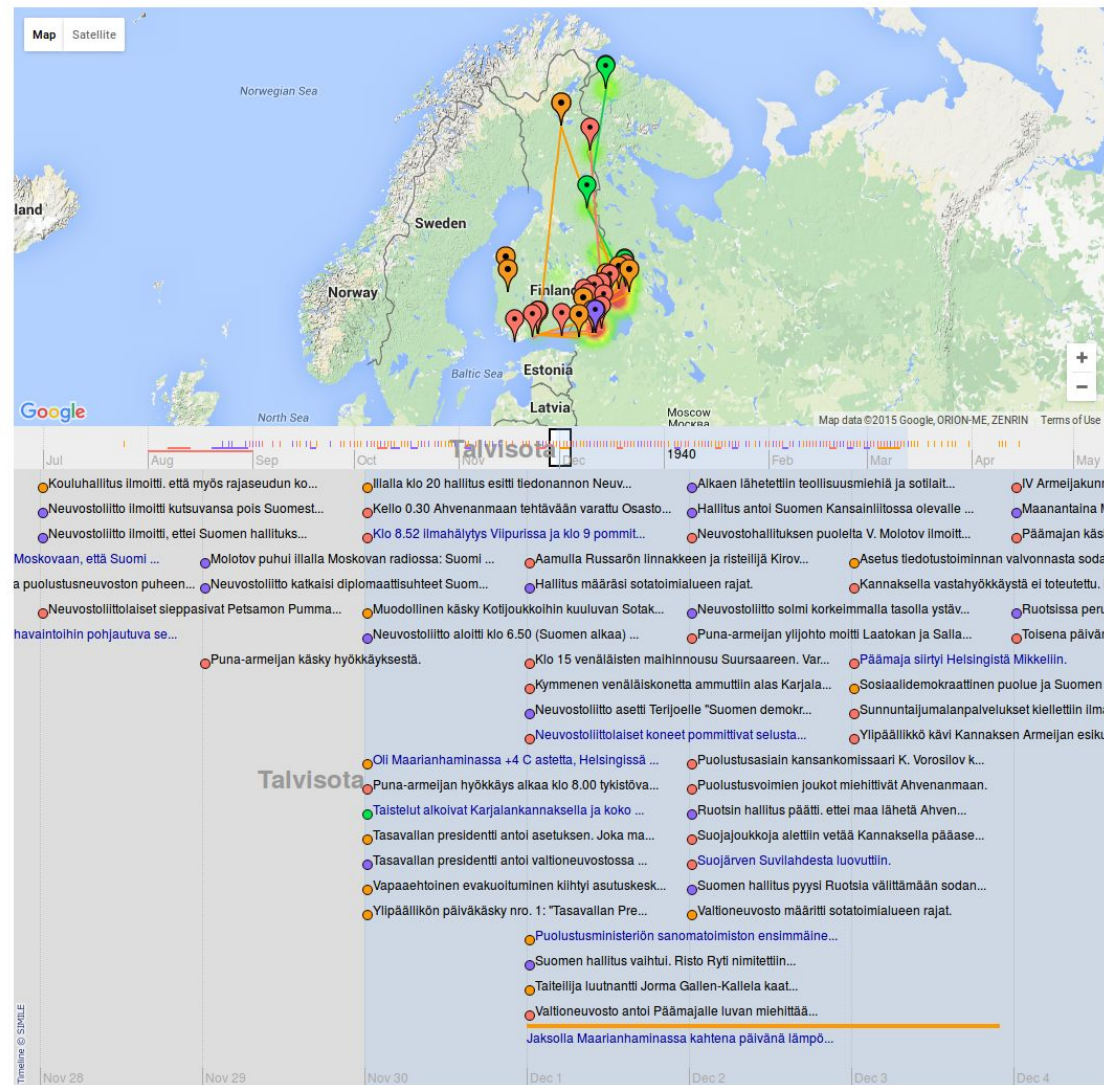 Map Satellite
Norwegian Sea
land
Sweden
Finland
Norway
Estonia
Baltic Sea
Latvia
Moscow
Москва
North Sea
Google
Map data ©2015 Google, ORION-ME, ZENRIN Terms of Use
+
−
Talvisota
Jul Aug Sep Oct Nov Dec 1940 Feb Mar Apr May
Kouluhallitus ilmoitti. että myös rajaseudun ko... Illalla klo 20 hallitus esitti tiedonannon Neuv... Alkaen lähetettiin teollisuusmiehiä ja sotilait... IV Armeijakunn
Neuvostoliitto ilmoitti kutsuvansa pois Suomest... Kello 0.30 Ahvenanmaan tehtävään varattu Osasto... Hallitus antoi Suomen Kansainliitossa olevalle ... Maanantaina M
Neuvostoliitto ilmoitti, ettei Suomen hallituks... Klo 8.52 ilmahälytys Viipurissa ja klo 9 pommit... Neuvostohallituksen puolelta V. Molotov ilmoitt... Päämajan käsi
Moskovaan, että Suomi ... Molotov puhui illalla Moskovan radiossa: Suomi ... Aamulla Russarön linnakkeen ja risteilijä Kirov... Asetus tiedotustoiminnan valvonnasta soda
a puolustusneuvoston puheen... Neuvostoliitto katkaisi diplomaattisuhteet Suom... Hallitus määräsi sotatoimialueen rajat. Kannaksella vastahyökkäystä ei toteutettu.
Neuvostoliittolaiset sieppasivat Petsamon Pumma... Muodollinen käsky Kotijoukkoihin kuuluvan Sotak... Neuvostoliitto solmi korkeimmalla tasolla ystäv... Ruotsissa peru
havaintoihin pohjautuva se... Neuvostoliitto aloitti klo 6.50 (Suomen alkaa) ... Puna-armeijan ylijohto moitti Laatokan ja Salla... Toisena päivän
Puna-armeijan käsky hyökkäyksestä. Klo 15 venäläisten maihinnousu Suursaareen. Var... Päämaja siirtyi Helsingistä Mikkeliin.
Kymmenen venäläiskonetta ammuttiin alas Karjala... Sosiaalidemokraattinen puolue ja Suomen
Neuvostoliitto asetti Terijoelle "Suomen demokr... Sunnuntaijumalanpalvelukset kiellettiin ilma
Neuvostoliittolaiset koneet pommittivat selusta... Ylipäällikkö kävi Kannaksen Armeijan esiku
Oli Maarianhaminassa +4 C astetta, Helsingissä ... Puolustusasiain kansankomissaari K. Vorosilov k...
Talvisota Puna-armeijan hyökkäys alkaa klo 8.00 tykistöva... Puolustusvoimien joukot miehittivät Ahvenanmaan.
Taistelut alkoivat Karjalankannaksella ja koko ... Ruotsin hallitus päätti. ettei maa lähetä Ahven...
Tasavallan presidentti antoi asetuksen. Joka ma... Suojajoukkoja alettiin vetää Kannaksella pääase...
Tasavallan presidentti antoi valtioneuvostossa ... Suojärven Suvilahdesta luovuttiin.
Vapaaehtoinen evakuoituminen kiihtyi asutuskesk... Suomen hallitus pyysi Ruotsia välittämään sodan...
Ylipäällikön päiväkäsky nro. 1: "Tasavallan Pre... Valtioneuvosto määritti sotatoimialueen rajat.
Puolustusministeriön sanomatoimiston ensimmäine...
Suomen hallitus vaihtui. Risto Ryti nimitettiin...
Taiteilija luutnantti Jorma Gallen-Kallela kaat...
Valtioneuvosto antoi Päämajalle luvan miehittää...
Jaksolla Maarianhaminassa kahtena päivänä lämpö...
Timeline © SIMILE
Nov 28 Nov 29 Nov 30 Dec 1 Dec 2 Dec 3 Dec 4